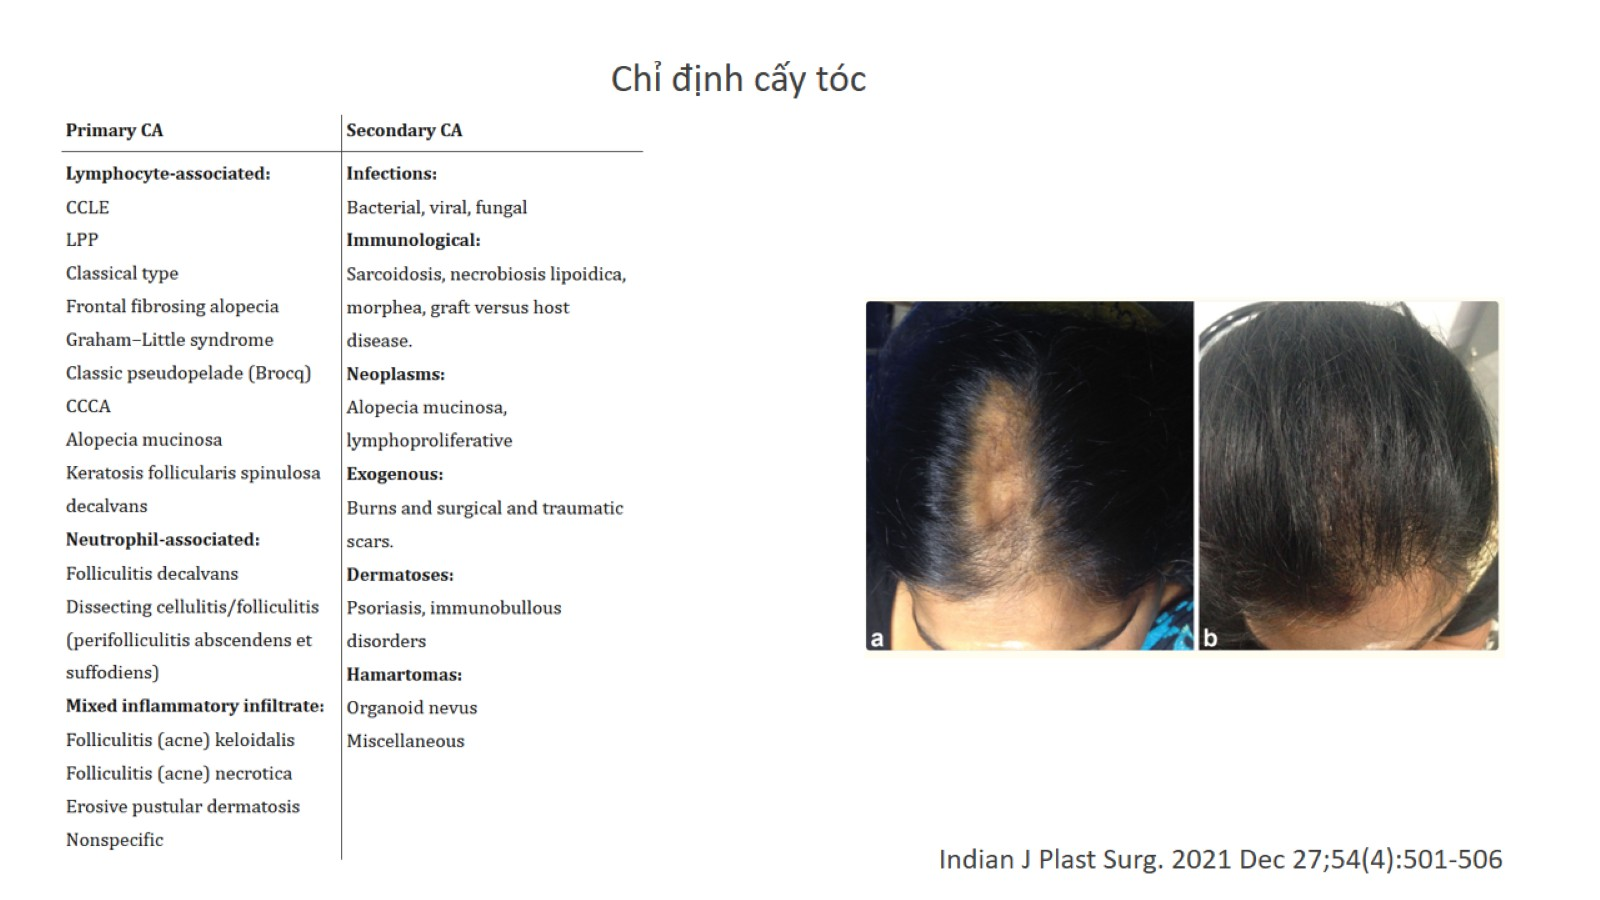 Chỉ định cấy tóc
Primary CA
Lymphocyte-associated:
CCLE
LPP
Classical type
Frontal fibrosing alopecia
Graham–Little syndrome
Classic pseudopelade (Brocq)
CCCA
Alopecia mucinosa
Keratosis follicularis spinulosa
decalvans
Neutrophil-associated:
Folliculitis decalvans
Dissecting cellulitis/folliculitis
(perifolliculitis abscendens et
suffodiens)
Mixed inflammatory infiltrate:
Folliculitis (acne) keloidalis
Folliculitis (acne) necrotica
Erosive pustular dermatosis
Nonspecific
Secondary CA
Infections:
Bacterial, viral, fungal
Immunological:
Sarcoidosis, necrobiosis lipoidica,
morphea, graft versus host
disease.
Neoplasms:
Alopecia mucinosa,
lymphoproliferative
Exogenous:
Burns and surgical and traumatic
scars.
Dermatoses:
Psoriasis, immunobullous
disorders
Hamartomas:
Organoid nevus
Miscellaneous
a
b
Indian J Plast Surg. 2021 Dec 27;54(4):501-506